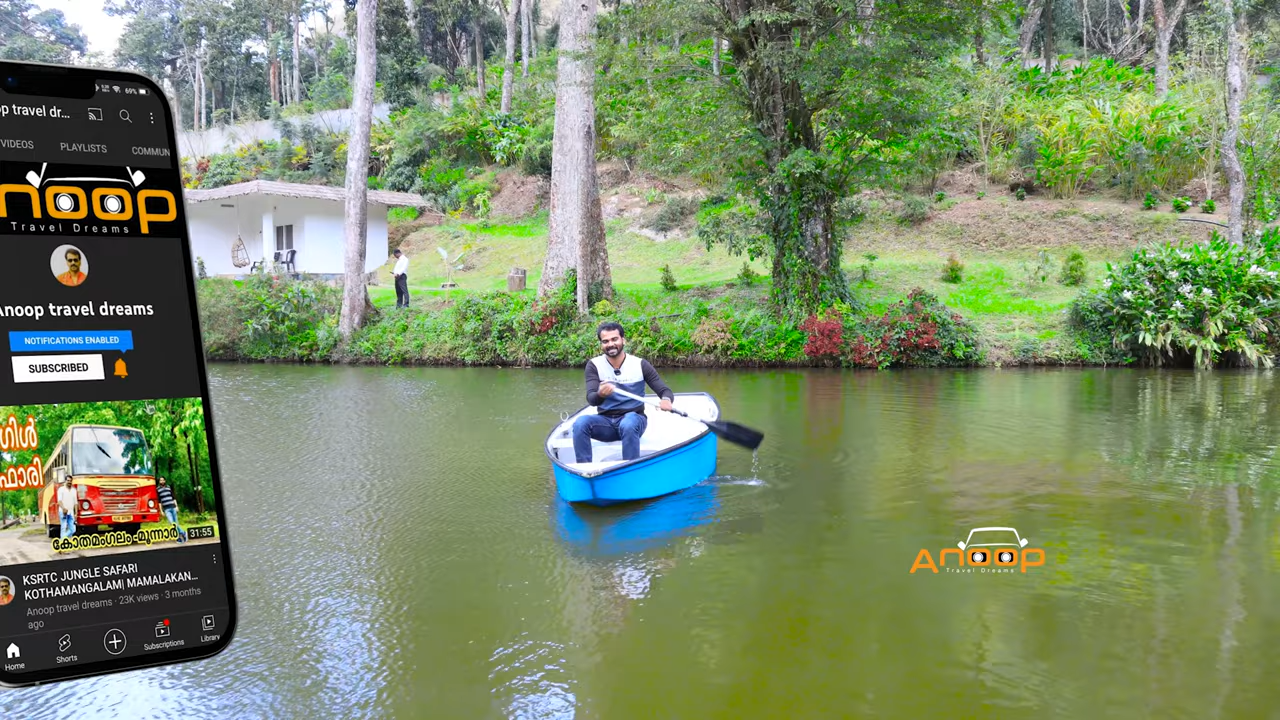 69%
op travel dr...
VIDEOS PLAYLISTS COMMUN
noop
Travel Dreams
Anoop travel dreams
NOTIFICATIONS ENABLED
SUBSCRIBED
ഗിൾ
ഫാരി
കോതമംഗലം-മൂന്നാർ
31:55
KSRTC JUNGLE SAFARI
KOTHAMANGALAM| MAMALAKAN...
Anoop travel dreams · 23K views · 3 months
ago
Home Shorts Subscriptions Library
Anoop
Travel Dreams